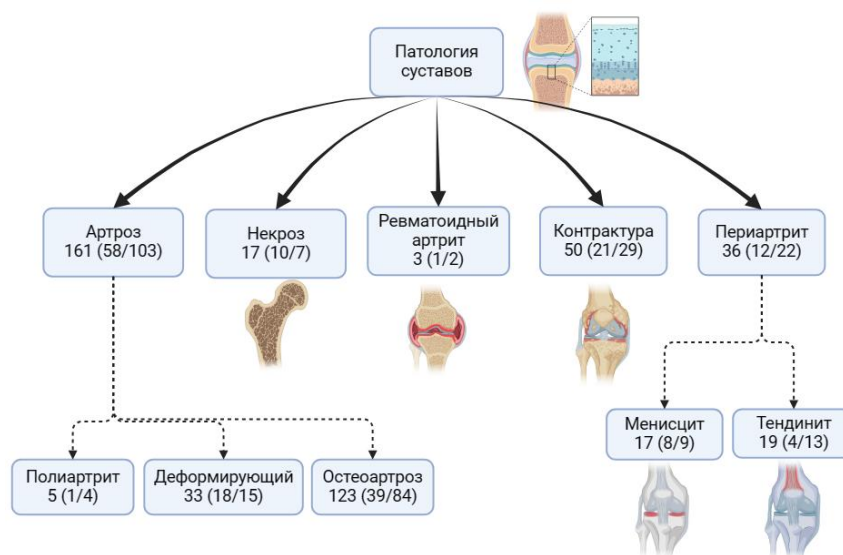 Патология
суставов
Артроз
161 (58/103)
Некроз
17 (10/7)
Ревматоидный
артрит
3 (1/2)
Контрактура
50 (21/29)
Периартрит
36 (12/22)
Полиартрит
5 (1/4)
Деформирующий
33 (18/15)
Остеоартроз
123 (39/84)
Менисцит
17 (8/9)
Тендинит
19 (4/13)